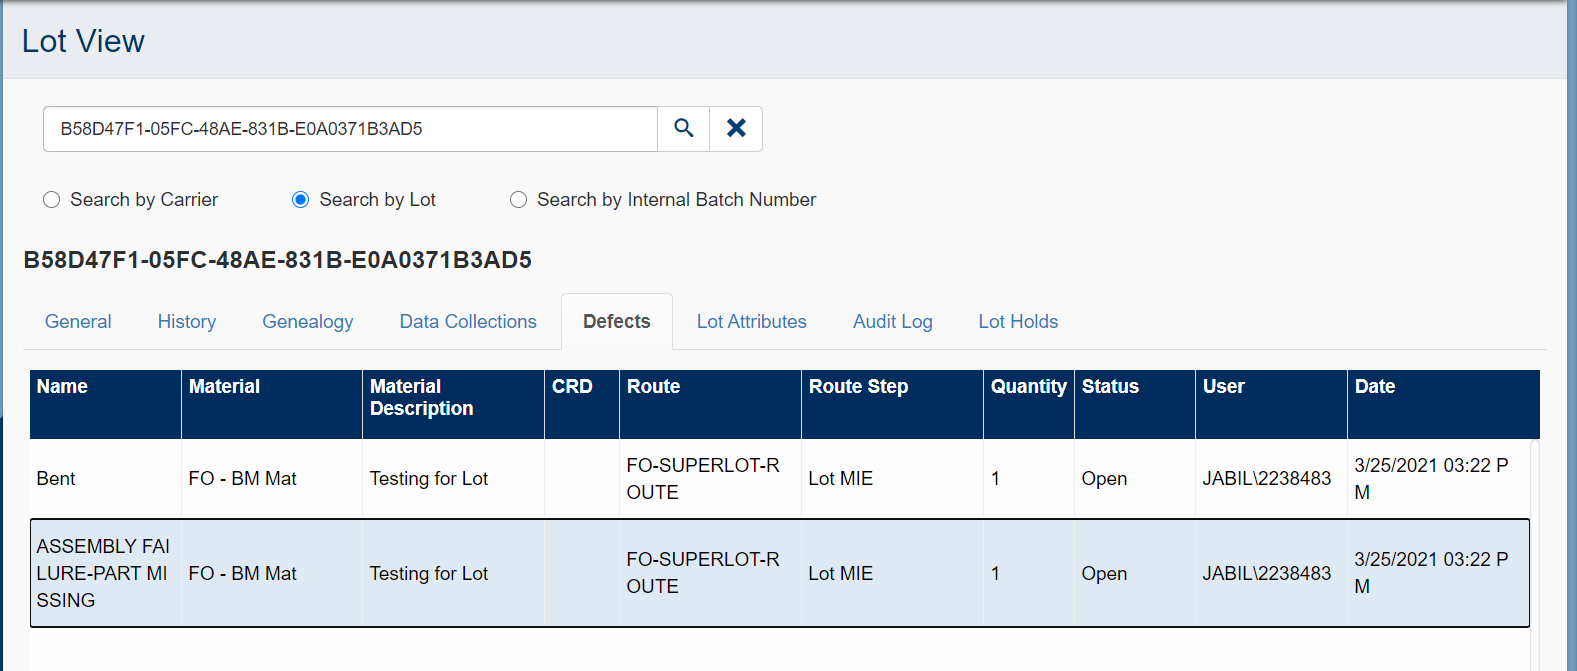 Lot View
B58D47F1-05FC-48AE-831B-E0A0371B3AD5
Search by Carrier Search by Lot Search by Internal Batch Number
B58D47F1-05FC-48AE-831B-E0A0371B3AD5
General History Genealogy Data Collections Defects Lot Attributes Audit Log Lot Holds
Name Material Material Description CRD Route Route Step Quantity Status User Date
Bent FO - BM Mat Testing for Lot FO-SUPERLOT-ROUTE Lot MIE 1 Open JABIL\2238483 3/25/2021 03:22 PM
ASSEMBLY FAILURE-PART MISSING FO - BM Mat Testing for Lot FO-SUPERLOT-ROUTE Lot MIE 1 Open JABIL\2238483 3/25/2021 03:22 PM